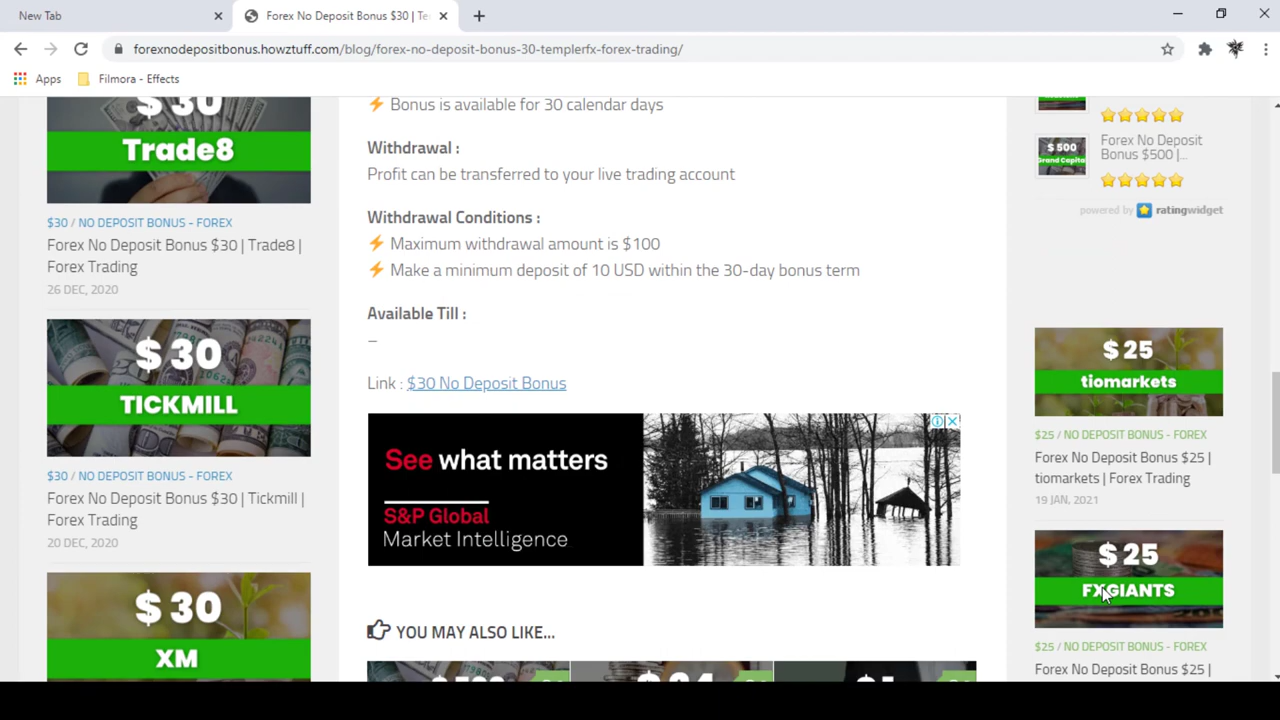 New Tab
Forex No Deposit Bonus $30 | Te
forexnodepositbonus.howztuff.com/blog/forex-no-deposit-bonus-30-templerfx-forex-trading/
Apps
Filmora - Effects
$ 30
Trade8
$30 / NO DEPOSIT BONUS - FOREX
Forex No Deposit Bonus $30 | Trade8 |
Forex Trading
26 DEC, 2020
$ 30
TICKMILL
$30 / NO DEPOSIT BONUS - FOREX
Forex No Deposit Bonus $30 | Tickmill |
Forex Trading
20 DEC, 2020
$ 30
XM
Bonus is available for 30 calendar days
Withdrawal :
Profit can be transferred to your live trading account
Withdrawal Conditions :
Maximum withdrawal amount is $100
Make a minimum deposit of 10 USD within the 30-day bonus term
Available Till :
–
Link : $30 No Deposit Bonus
See what matters
S&P Global
Market Intelligence
YOU MAY ALSO LIKE...
$ 500
Grand Capital
Forex No Deposit
Bonus $500 |...
powered by ratingwidget
$ 25
tiomarkets
$25 / NO DEPOSIT BONUS - FOREX
Forex No Deposit Bonus $25 |
tiomarkets | Forex Trading
19 JAN, 2021
$ 25
FXGIANTS
$25 / NO DEPOSIT BONUS - FOREX
Forex No Deposit Bonus $25 |